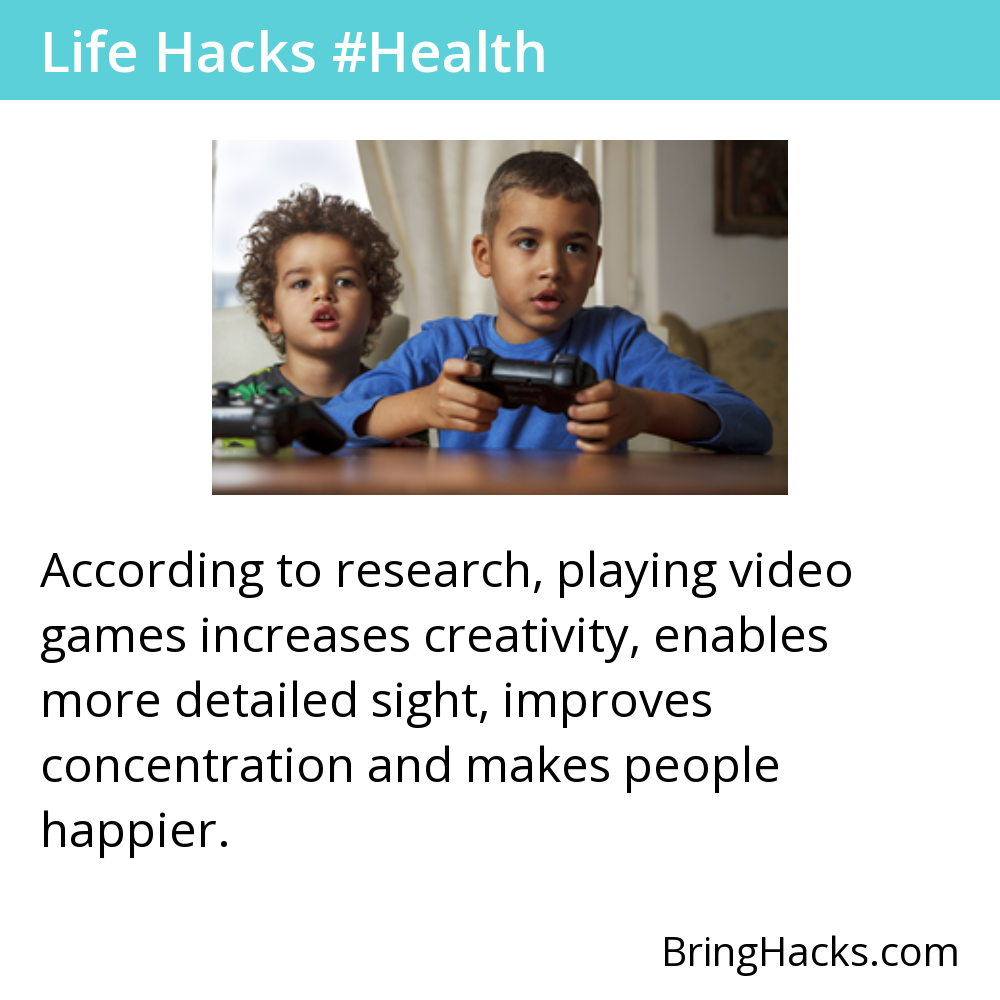 Life Hacks #Health
According to research, playing video
games increases creativity, enables
more detailed sight, improves
concentration and makes people
happier.
BringHacks.com